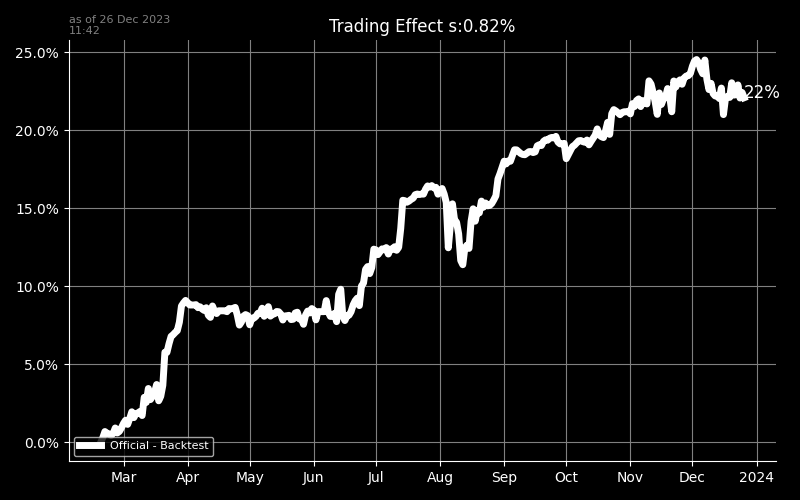 as of 26 Dec 2023
11:42
Trading Effect s:0.82%
25.0%
20.0%
15.0%
10.0%
5.0%
0.0%
22%
Official - Backtest
Mar Apr May Jun Jul Aug Sep Oct Nov Dec 2024